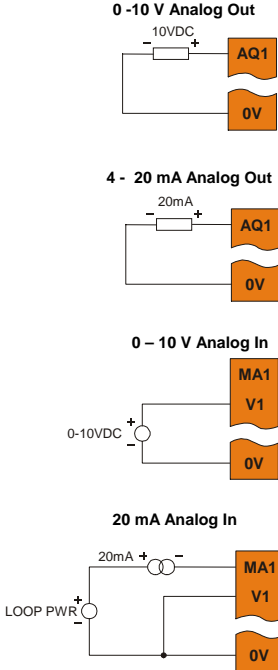 0 -10 V Analog Out
10VDC
– +
AQ1
0V
4 - 20 mA Analog Out
20mA
– +
AQ1
0V
0 – 10 V Analog In
MA1
V1
0-10VDC
+
–
0V
20 mA Analog In
20mA + –
MA1
V1
LOOP PWR
+
–
0V